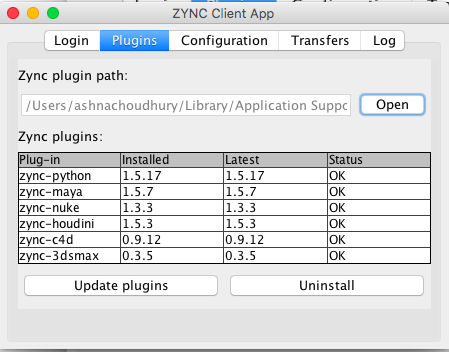 ZYNC Client App
Login Plugins Configuration Transfers Log
Zync plugin path:
/Users/ashnachoudhury/Library/Application Suppo Open
Zync plugins:
Plug-in Installed Latest Status
zync-python 1.5.17 1.5.17 OK
zync-maya 1.5.7 1.5.7 OK
zync-nuke 1.3.3 1.3.3 OK
zync-houdini 1.5.3 1.5.3 OK
zync-c4d 0.9.12 0.9.12 OK
zync-3dsmax 0.3.5 0.3.5 OK
Update plugins Uninstall